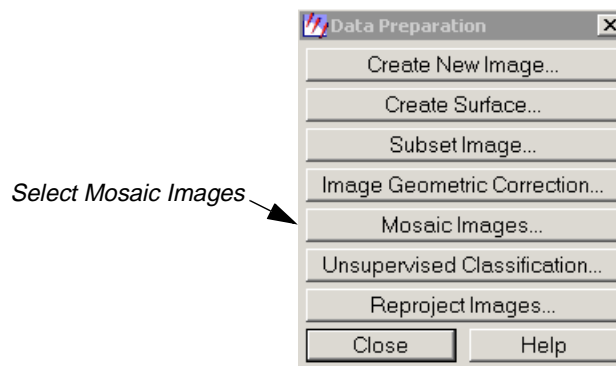 Data Preparation
Create New Image...
Create Surface...
Subset Image...
Image Geometric Correction...
Select Mosaic Images
Mosaic Images...
Unsupervised Classification...
Reproject Images...
Close Help